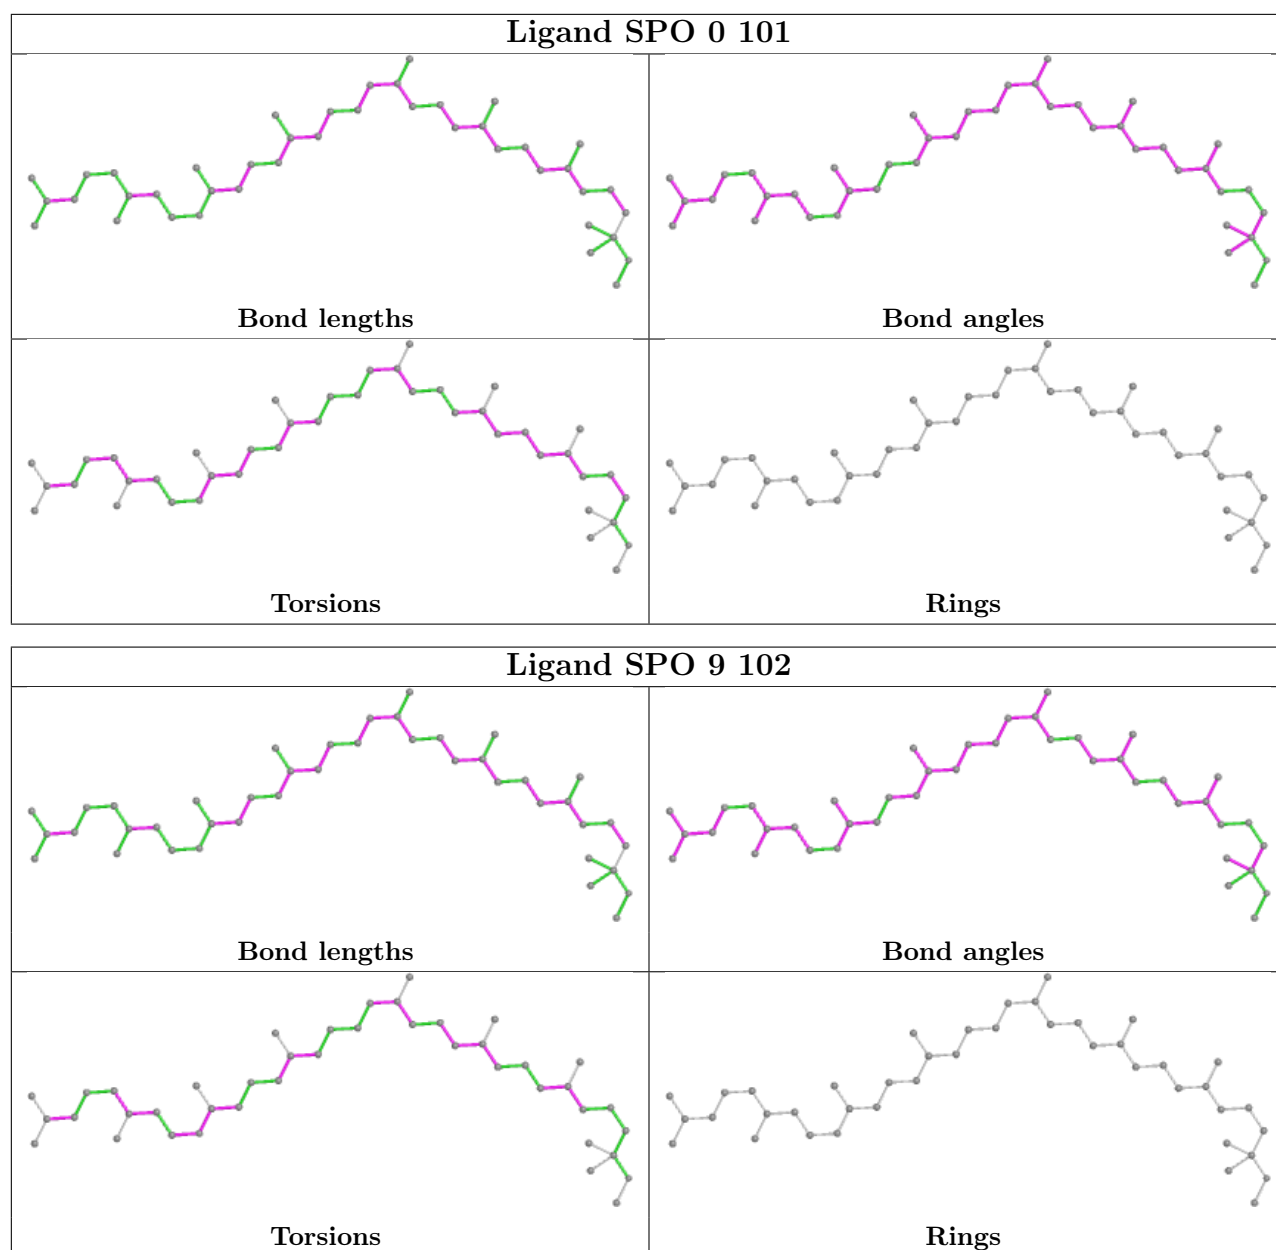 Ligand SPO 0 101
Bond lengths
Bond angles
Torsions
Rings
Ligand SPO 9 102
Bond lengths
Bond angles
Torsions
Rings